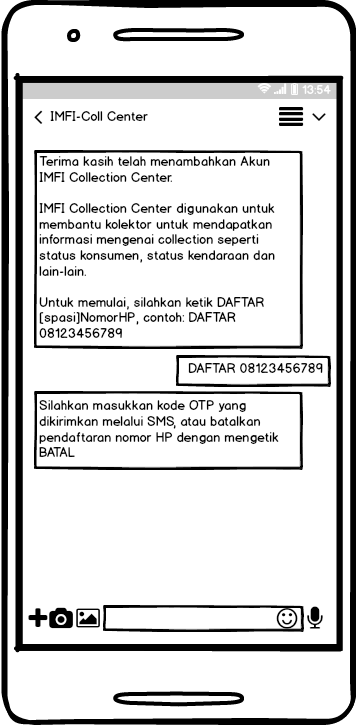 13:54
IMFI-Coll Center
Terima kasih telah menambahkan Akun
IMFI Collection Center.
IMFI Collection Center digunakan untuk
membantu kolektor untuk mendapatkan
informasi mengenai collection seperti
status konsumen, status kendaraan dan
lain-lain.
Untuk memulai, silahkan ketik DAFTAR
[spasi]NomorHP, contoh: DAFTAR
08123456789
DAFTAR 08123456789
Silahkan masukkan kode OTP yang
dikirimkan melalui SMS, atau batalkan
pendaftaran nomor HP dengan mengetik
BATAL